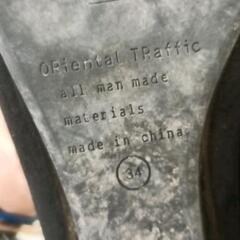 ORiental TRaffic
all man made
materials
made in china.
34